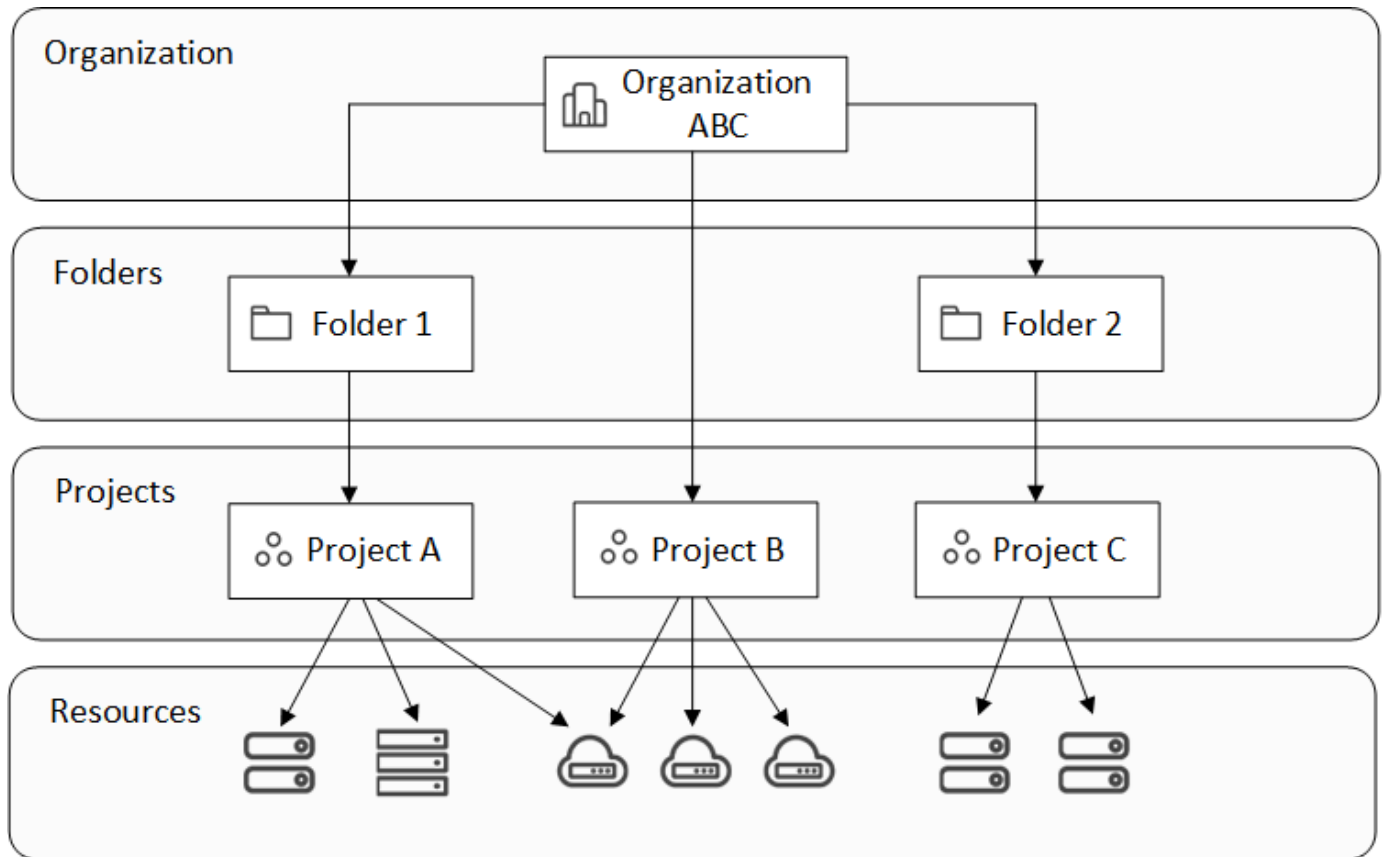 Organization
Organization
ABC
Folders
Folder 1
Folder 2
Projects
Project A
Project B
Project C
Resources